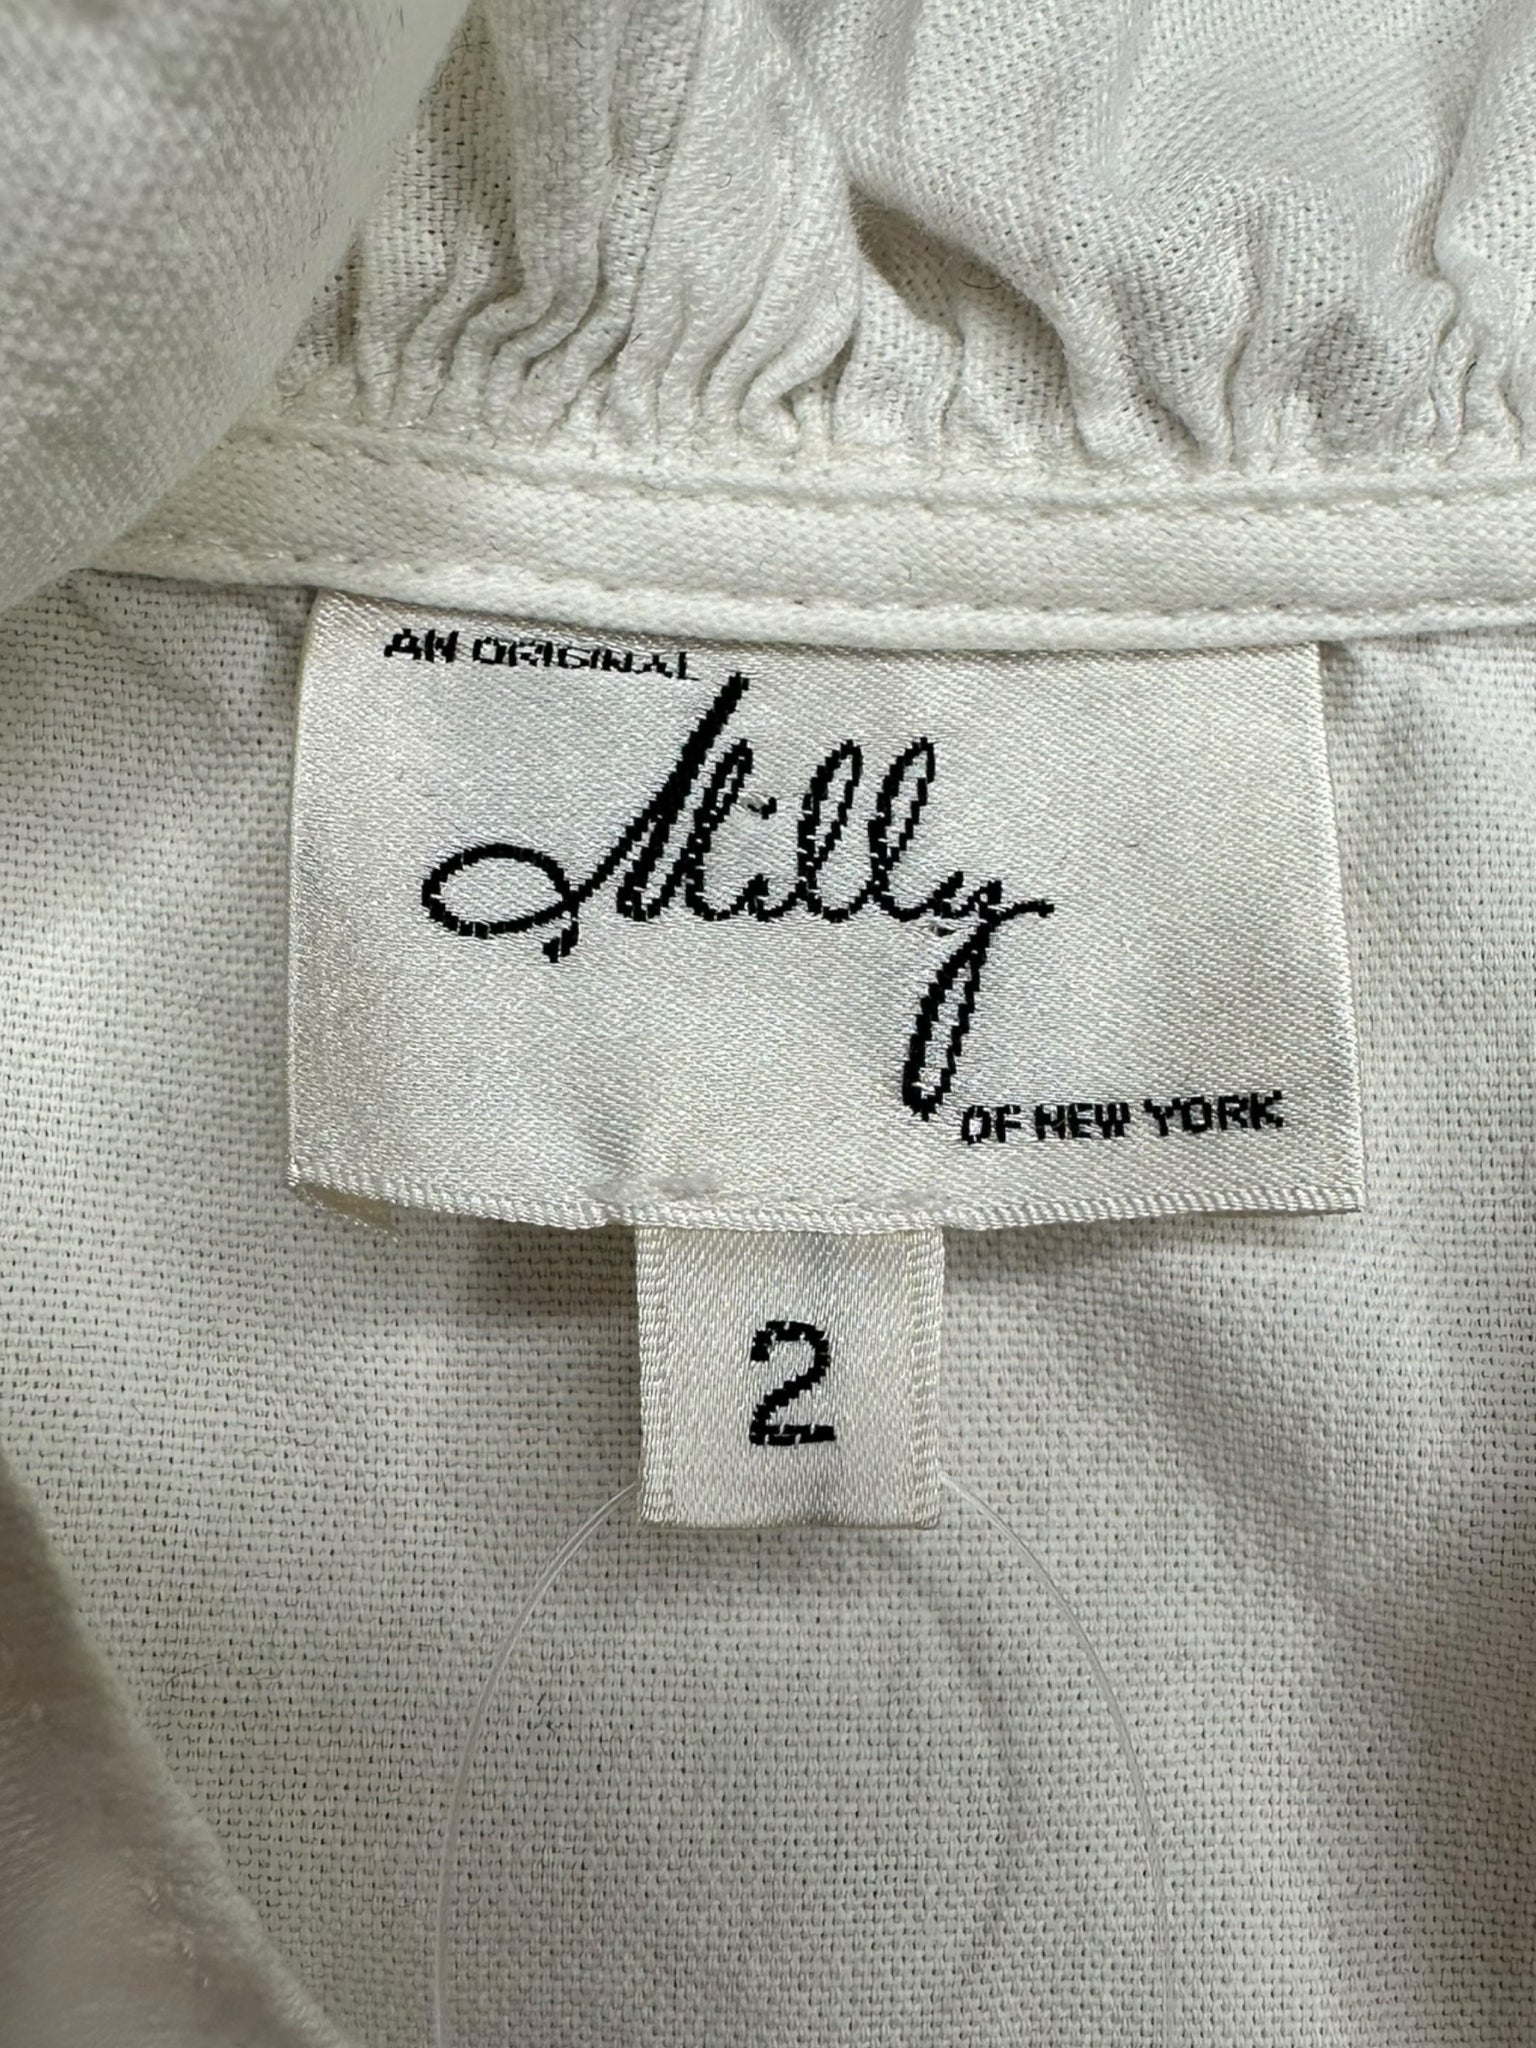 AN ORIGINAL
Milly
OF NEW YORK
2